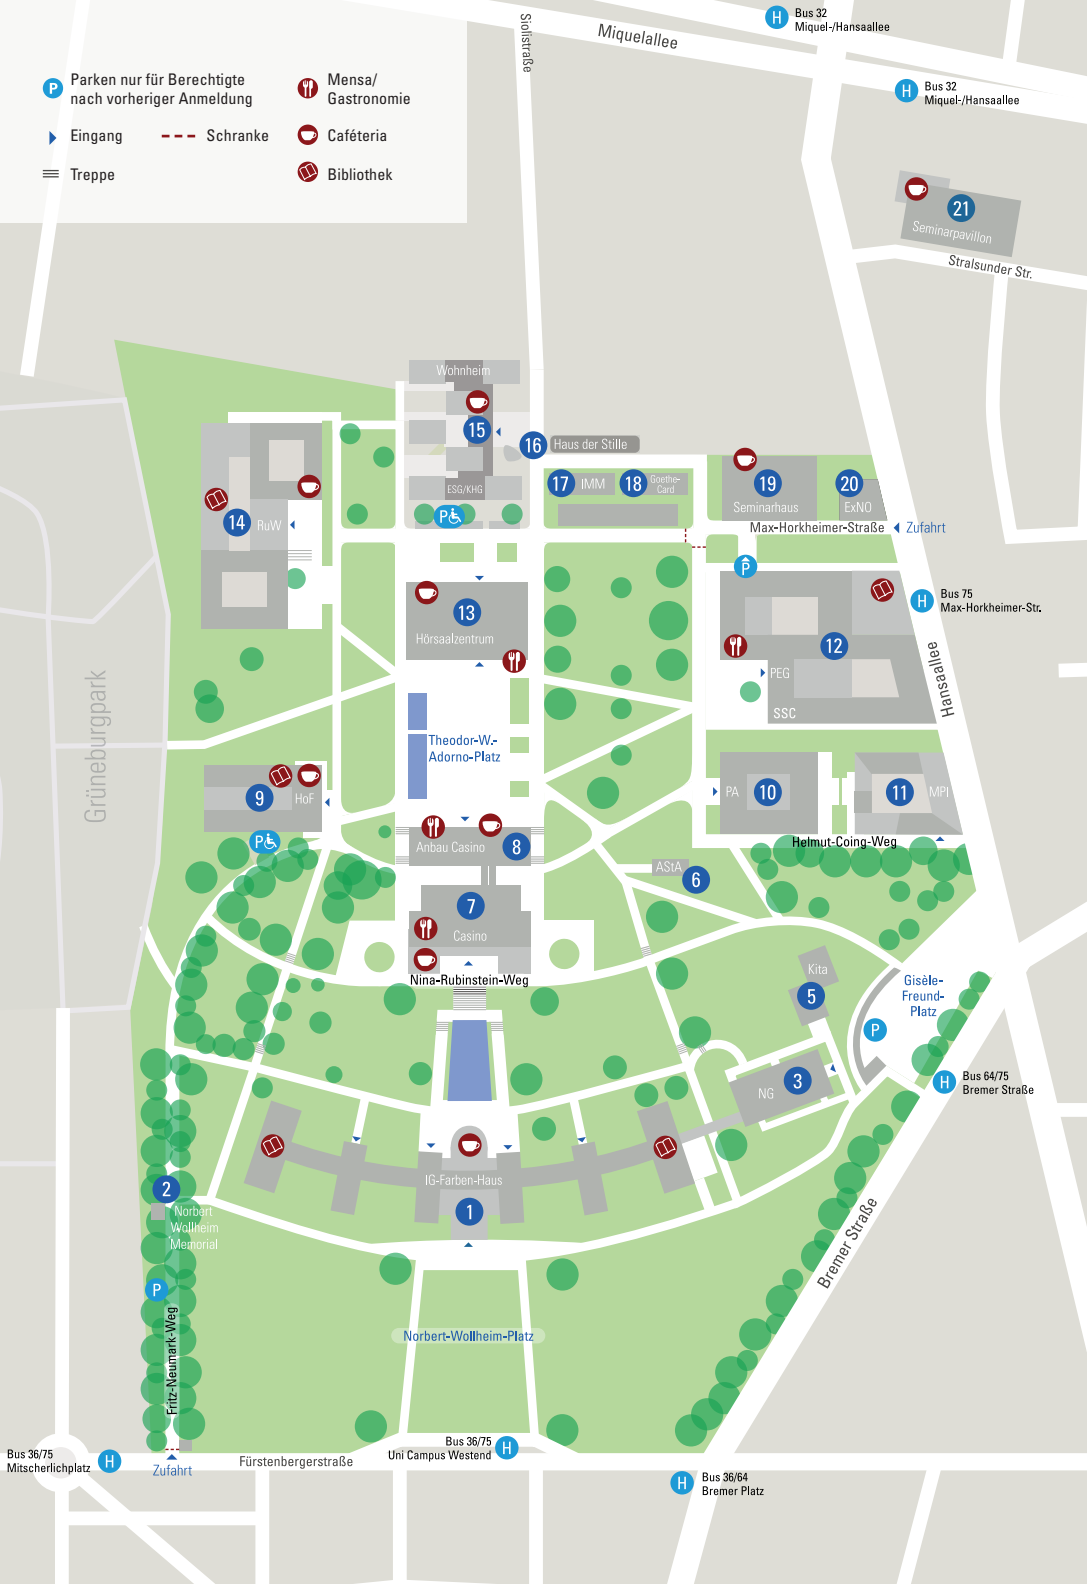 Parken nur für Berechtigte
nach vorheriger Anmeldung
P
Eingang
Schranke
Treppe
Mensa/
Gastronomie
Caféteria
Bibliothek
Siolistraße
Miquelallee
H
Bus 32
Miquel-/Hansaallee
H
Bus 32
Miquel-/Hansaallee
21
Seminarpavillon
Stralsunder Str.
Wohnheim
15
16
Haus der Stille
ESG/KHG
P
17
IMM
18
Goethe-
Card
19
Seminarhaus
20
ExNO
Max-Horkheimer-Straße
Zufahrt
14
RuW
P
H
Bus 75
Max-Horkheimer-Str.
13
Hörsaalzentrum
12
PEG
SSC
Hansaallee
Grüneburgpark
Theodor-W.-
Adorno-Platz
9
HoF
P
PA
10
11
MPI
Helmut-Coing-Weg
Anbau Casino
8
AStA
6
7
Casino
Nina-Rubinstein-Weg
Kita
5
Gisèle-
Freund-
Platz
P
H
Bus 64/75
Bremer Straße
3
NG
IG-Farben-Haus
1
2
Norbert
Wollheim
Memorial
P
Fritz-Neumark-Weg
Bremer Straße
Norbert-Wollheim-Platz
Bus 36/75
Mitscherlichplatz
H
Zufahrt
Fürstenbergerstraße
Bus 36/75
Uni Campus Westend
H
H
Bus 36/64
Bremer Platz